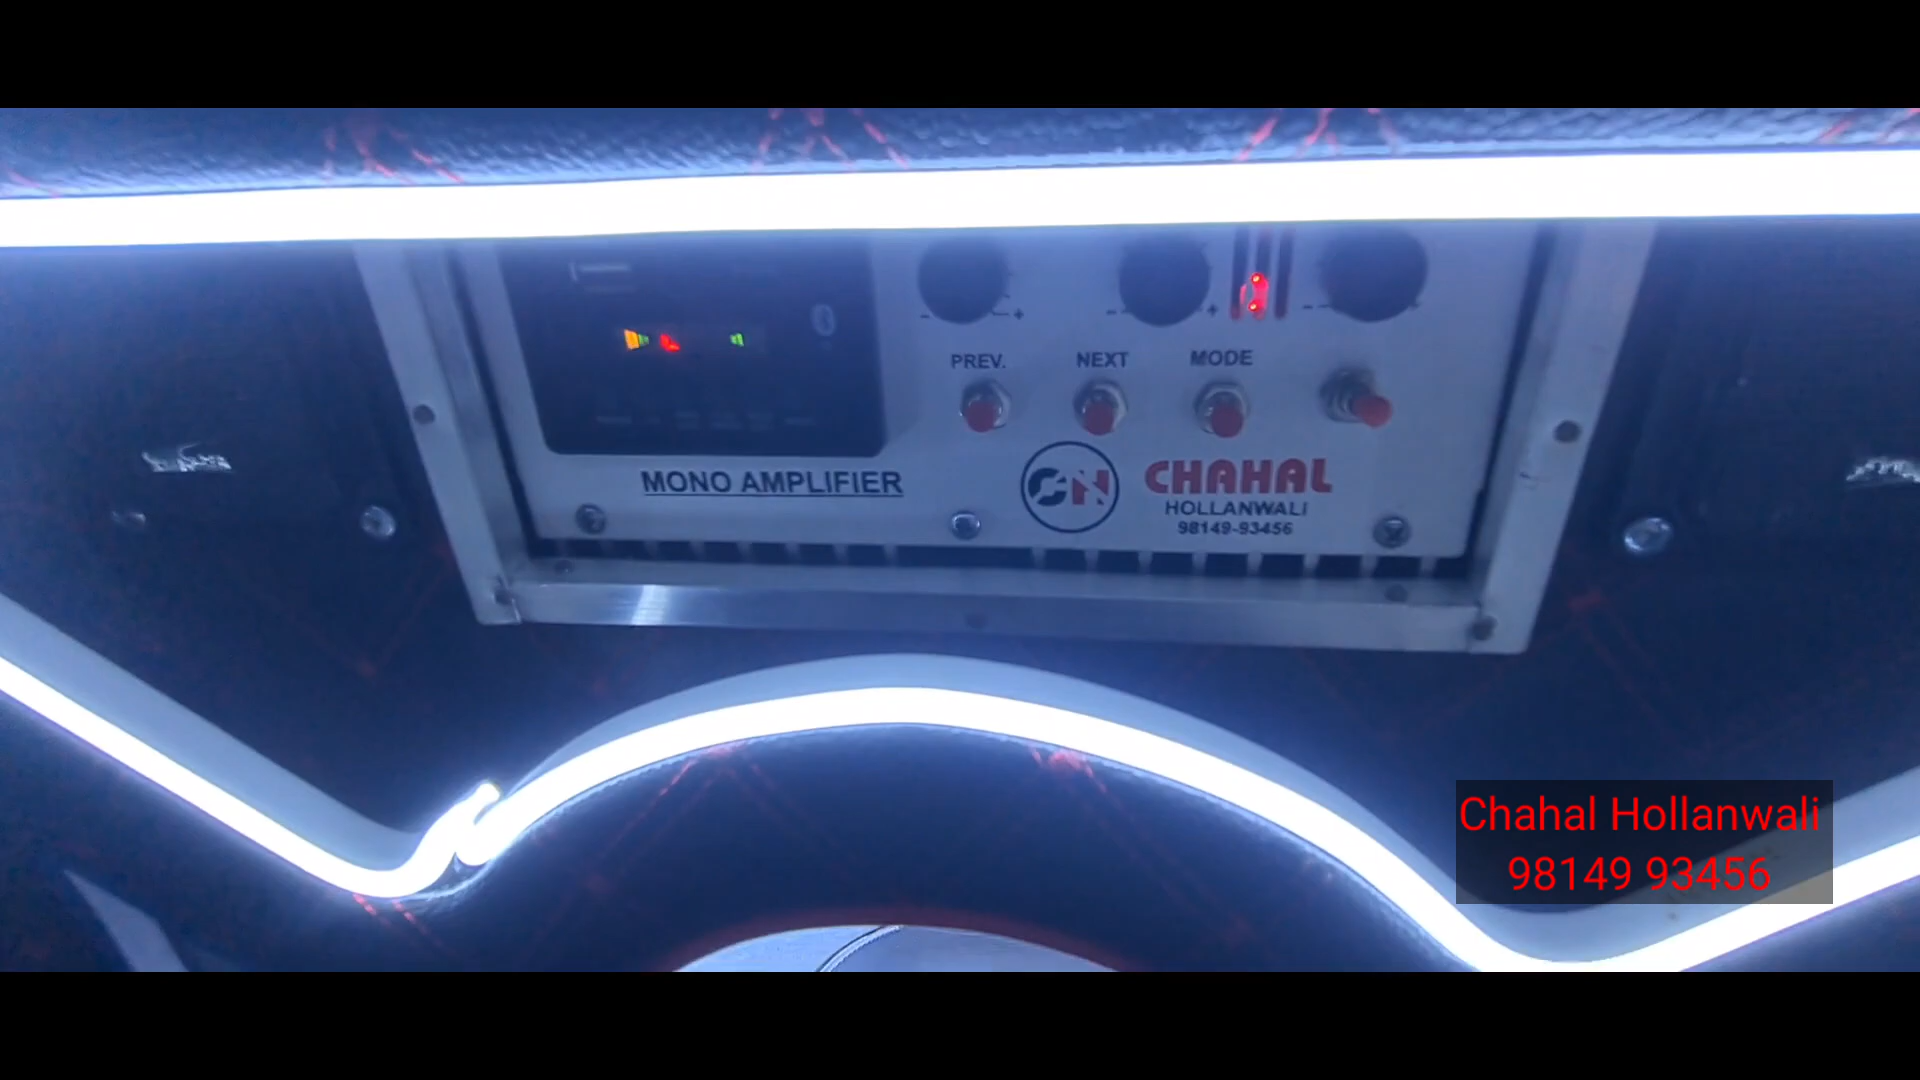 - +
- +
-
PREV. NEXT MODE
MONO AMPLIFIER
CHAHAL
HOLLANWALI
98149-93456
Chahal Hollanwali
98149 93456